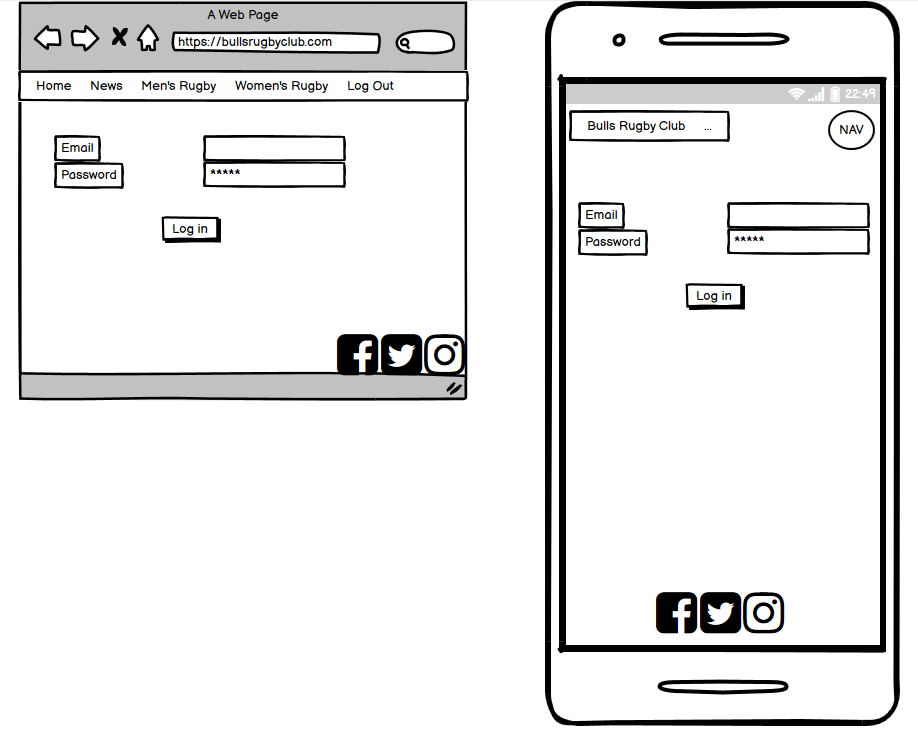 A Web Page
https://bullsrugbyclub.com
Home News Men's Rugby Women's Rugby Log Out
Email
Password *****
Log in
22:49
Bulls Rugby Club ... NAV
Email
Password *****
Log in